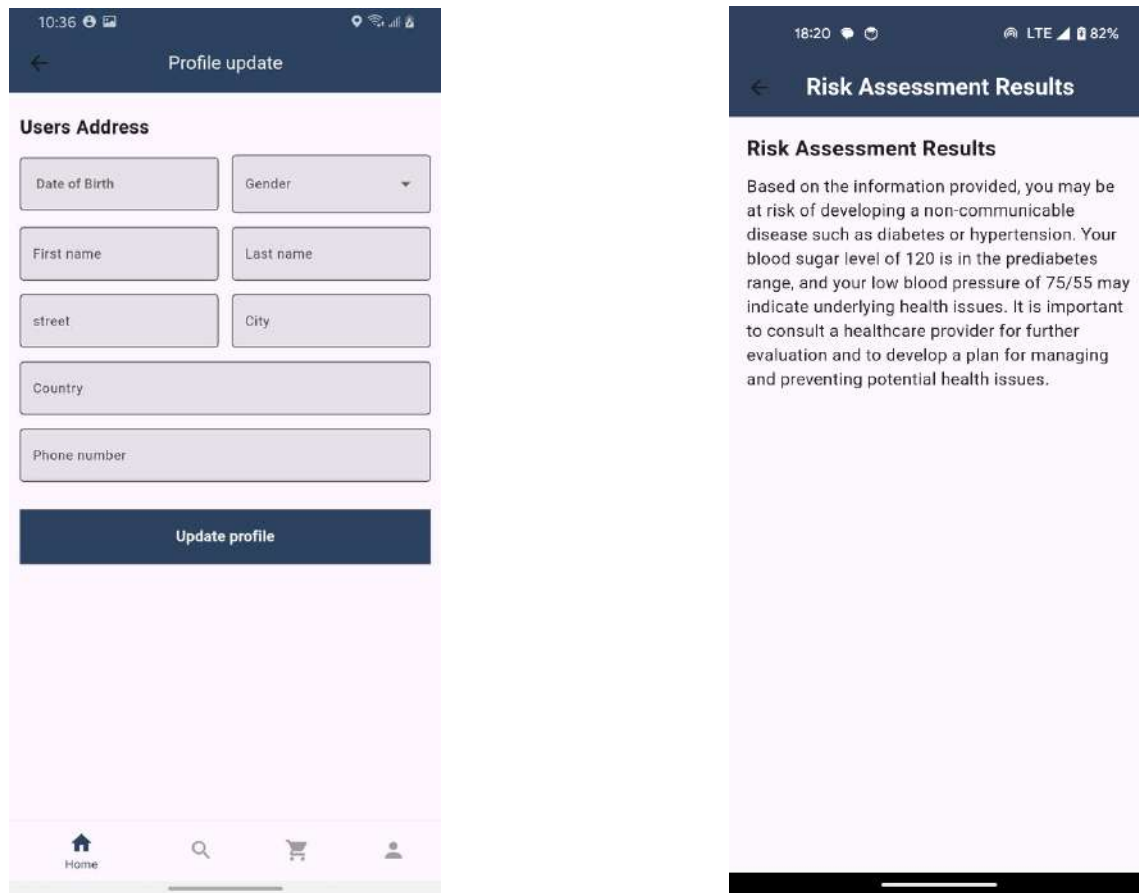 10:36
Profile update
Users Address
Date of Birth
Gender
First name
Last name
street
City
Country
Phone number
Update profile
Home
18:20
LTE
82%
Risk Assessment Results
Risk Assessment Results
Based on the information provided, you may be
at risk of developing a non-communicable
disease such as diabetes or hypertension. Your
blood sugar level of 120 is in the prediabetes
range, and your low blood pressure of 75/55 may
indicate underlying health issues. It is important
to consult a healthcare provider for further
evaluation and to develop a plan for managing
and preventing potential health issues.